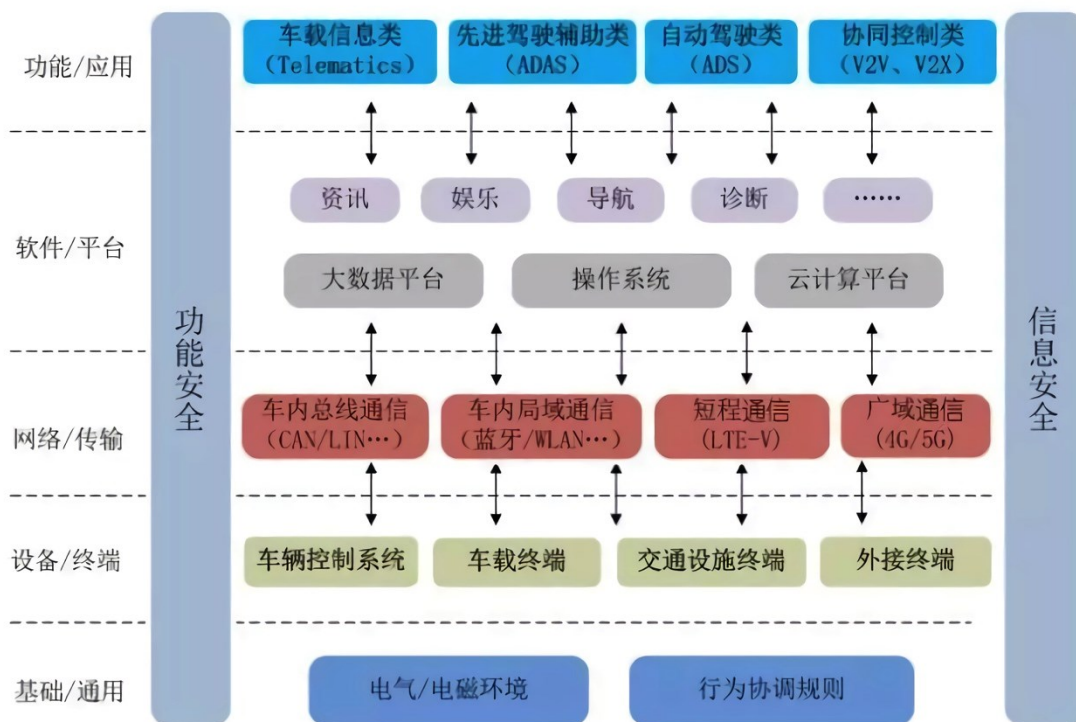 功能/应用
车载信息类
（Telematics）
先进驾驶辅助类
（ADAS）
自动驾驶类
（ADS）
协同控制类
（V2V、V2X）
软件/平台
资讯
娱乐
导航
诊断
……
大数据平台
操作系统
云计算平台
功能安全
信息安全
网络/传输
车内总线通信
（CAN/LIN…）
车内局域通信
（蓝牙/WLAN…）
短程通信
(LTE-V)
广域通信
(4G/5G)
设备/终端
车辆控制系统
车载终端
交通设施终端
外接终端
基础/通用
电气/电磁环境
行为协调规则